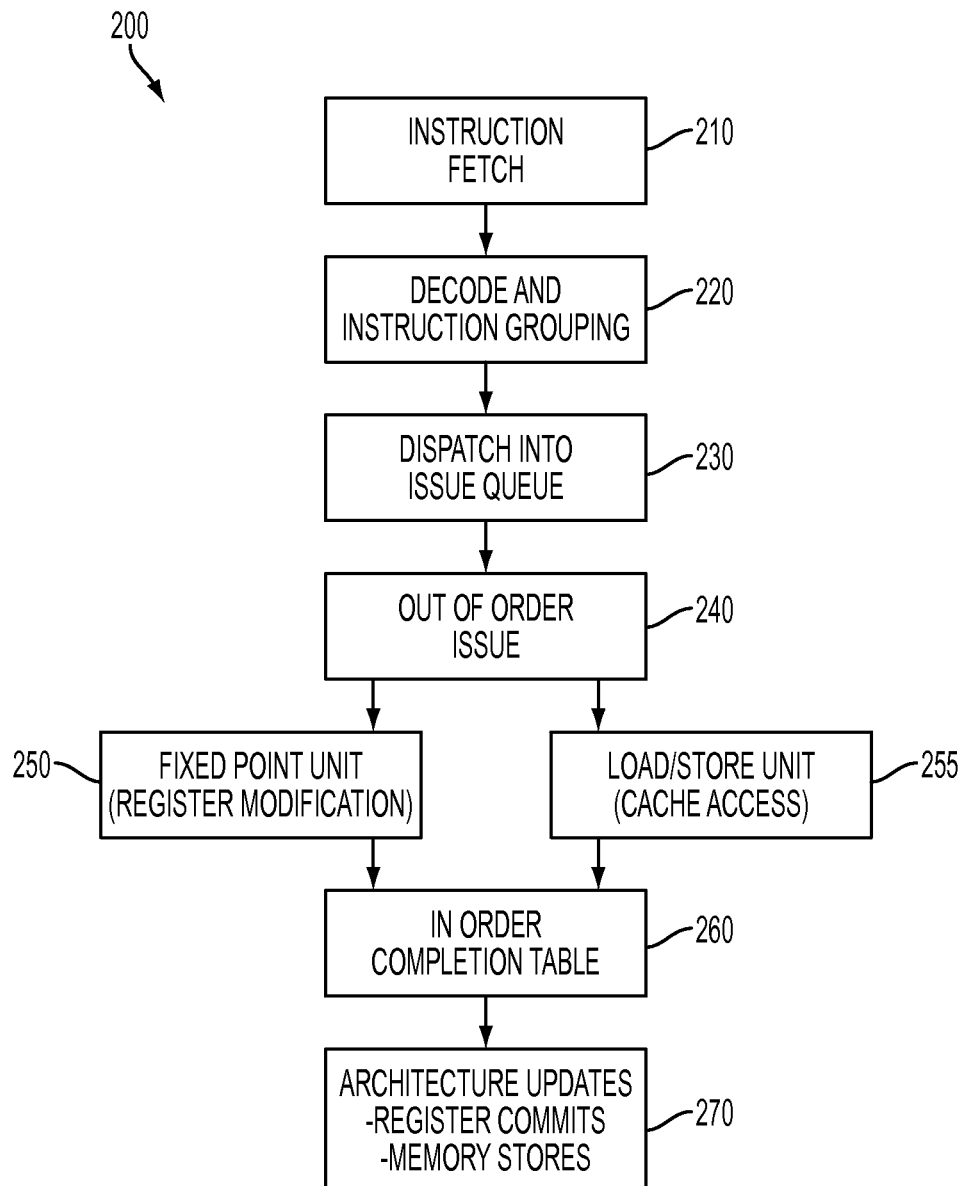 200
INSTRUCTION
FETCH
210
DECODE AND
INSTRUCTION GROUPING
220
DISPATCH INTO
ISSUE QUEUE
230
OUT OF ORDER
ISSUE
240
250
FIXED POINT UNIT
(REGISTER MODIFICATION)
LOAD/STORE UNIT
(CACHE ACCESS)
255
IN ORDER
COMPLETION TABLE
260
ARCHITECTURE UPDATES
-REGISTER COMMITS
-MEMORY STORES
270